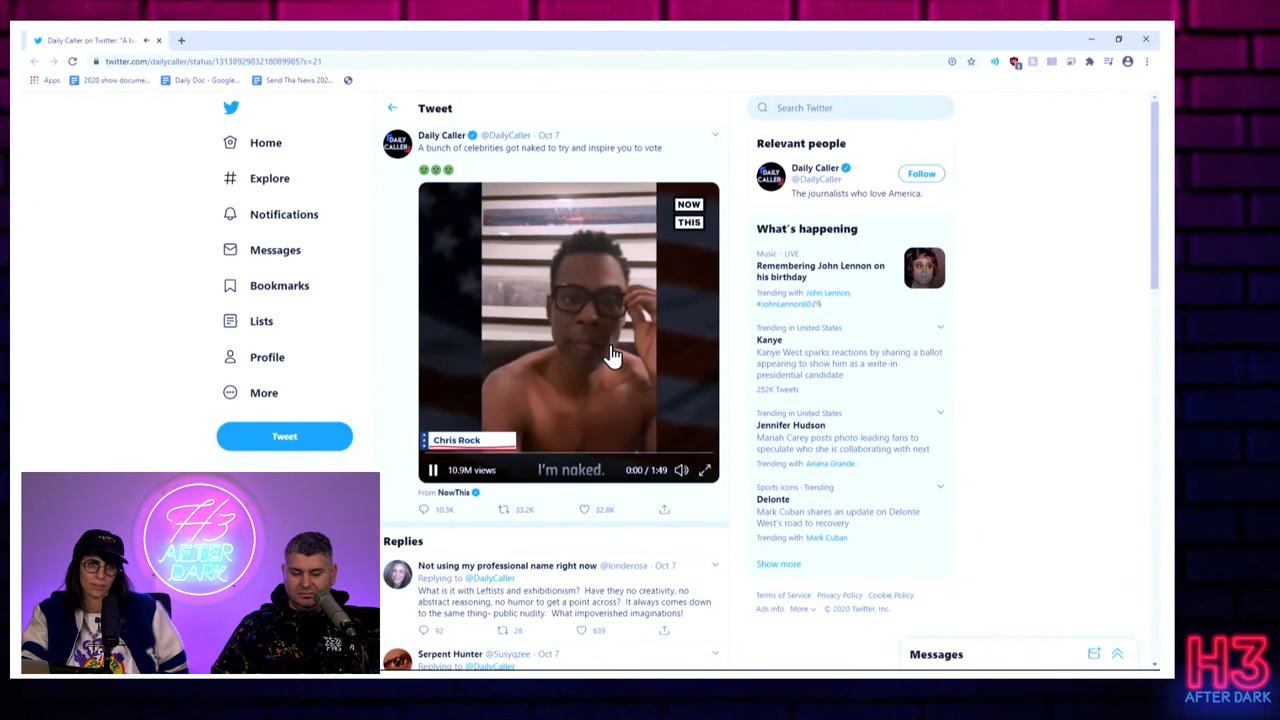 Daily Caller on Twitter: "A bu
twitter.com/dailycaller/status/1313892983218089985?s=21
Apps
2020 show docume...
Daily Doc - Google...
Send Tha News 202...
Home
Explore
Notifications
Messages
Bookmarks
Lists
Profile
More
Tweet
Tweet
DAILY CALLER
Daily Caller @DailyCaller · Oct 7
A bunch of celebrities got naked to try and inspire you to vote
NOW
THIS
Chris Rock
10.9M views
I'm naked.
0:00 / 1:49
From NowThis
10.3K
33.2K
32.6K
Replies
Not using my professional name right now @londerosa · Oct 7
Replying to @DailyCaller
What is it with Leftists and exhibitionism? Have they no creativity, no
abstract reasoning, no humor to get a point across? It always comes down
to the same thing- public nudity. What impoverished imaginations!
92
28
639
Serpent Hunter @Susyqzee · Oct 7
Replying to @DailyCaller
Search Twitter
Relevant people
DAILY CALLER
Daily Caller
@DailyCaller
Follow
The journalists who love America.
What's happening
Music · LIVE
Remembering John Lennon on
his birthday
Trending with John Lennon,
#JohnLennon80
Trending in United States
Kanye
Kanye West sparks reactions by sharing a ballot
appearing to show him as a write-in
presidential candidate
252K Tweets
Trending in United States
Jennifer Hudson
Mariah Carey posts photo leading fans to
speculate who she is collaborating with next
Trending with Ariana Grande
Sports icons · Trending
Delonte
Mark Cuban shares an update on Delonte
West's road to recovery
Trending with Mark Cuban
Show more
Terms of Service Privacy Policy Cookie Policy
Ads info More © 2020 Twitter, Inc.
Messages
H3
AFTER
DARK
H3
AFTER DARK